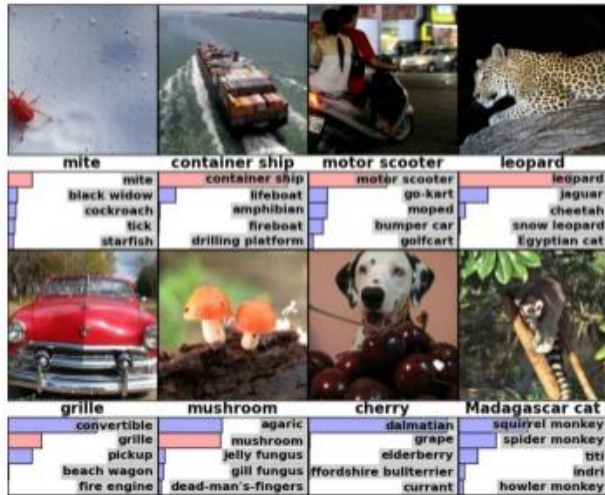 mite container ship motor scooter leopard
mite container ship motor scooter leopard
black widow lifeboat go-kart jaguar
cockroach amphibian moped cheetah
tick fireboat bumper car snow leopard
starfish drilling platform golfcart Egyptian cat
grille mushroom cherry Madagascar cat
convertible agaric dalmatian squirrel monkey
grille mushroom grape spider monkey
pickup jelly fungus elderberry titi
beach wagon gill fungus ffordshire bullterrier indri
fire engine dead-man's-fingers currant howler monkey